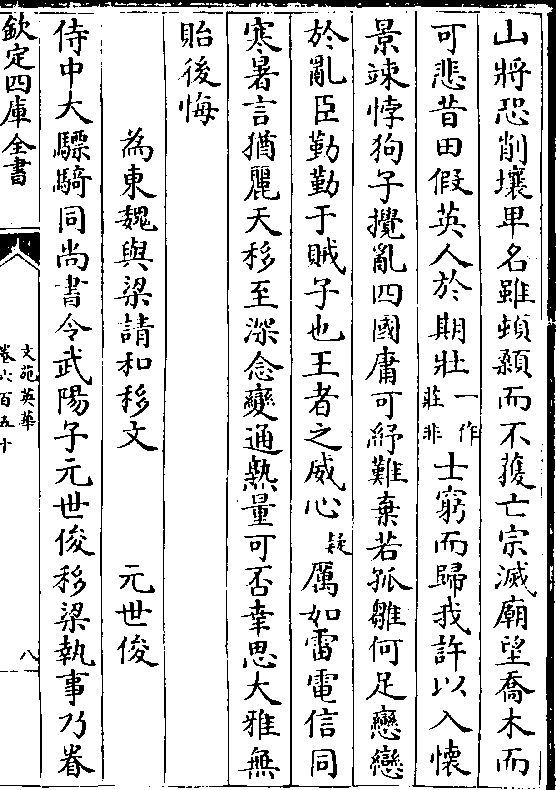 山將恐削壤甲名雖頓顙而不獲亡宗滅廟望喬木而
可悲昔田假英人於期壯一作莊非士窮而歸我許以入懐
景竦悖狗子攪亂四國庸可紓難棄若孤雛何足戀戀
於亂臣勤勤于賊子也王者之威心疑厲如雷電信同
寒暑言猶麗天移至深念變通熟量可否幸思大雅無
貽後悔
為東魏與梁請和移文 元世俊
侍中大驃騎同尚書令武陽子元世俊移梁執事乃眷
欽定四庫全書
文苑英華
卷六百五十
八